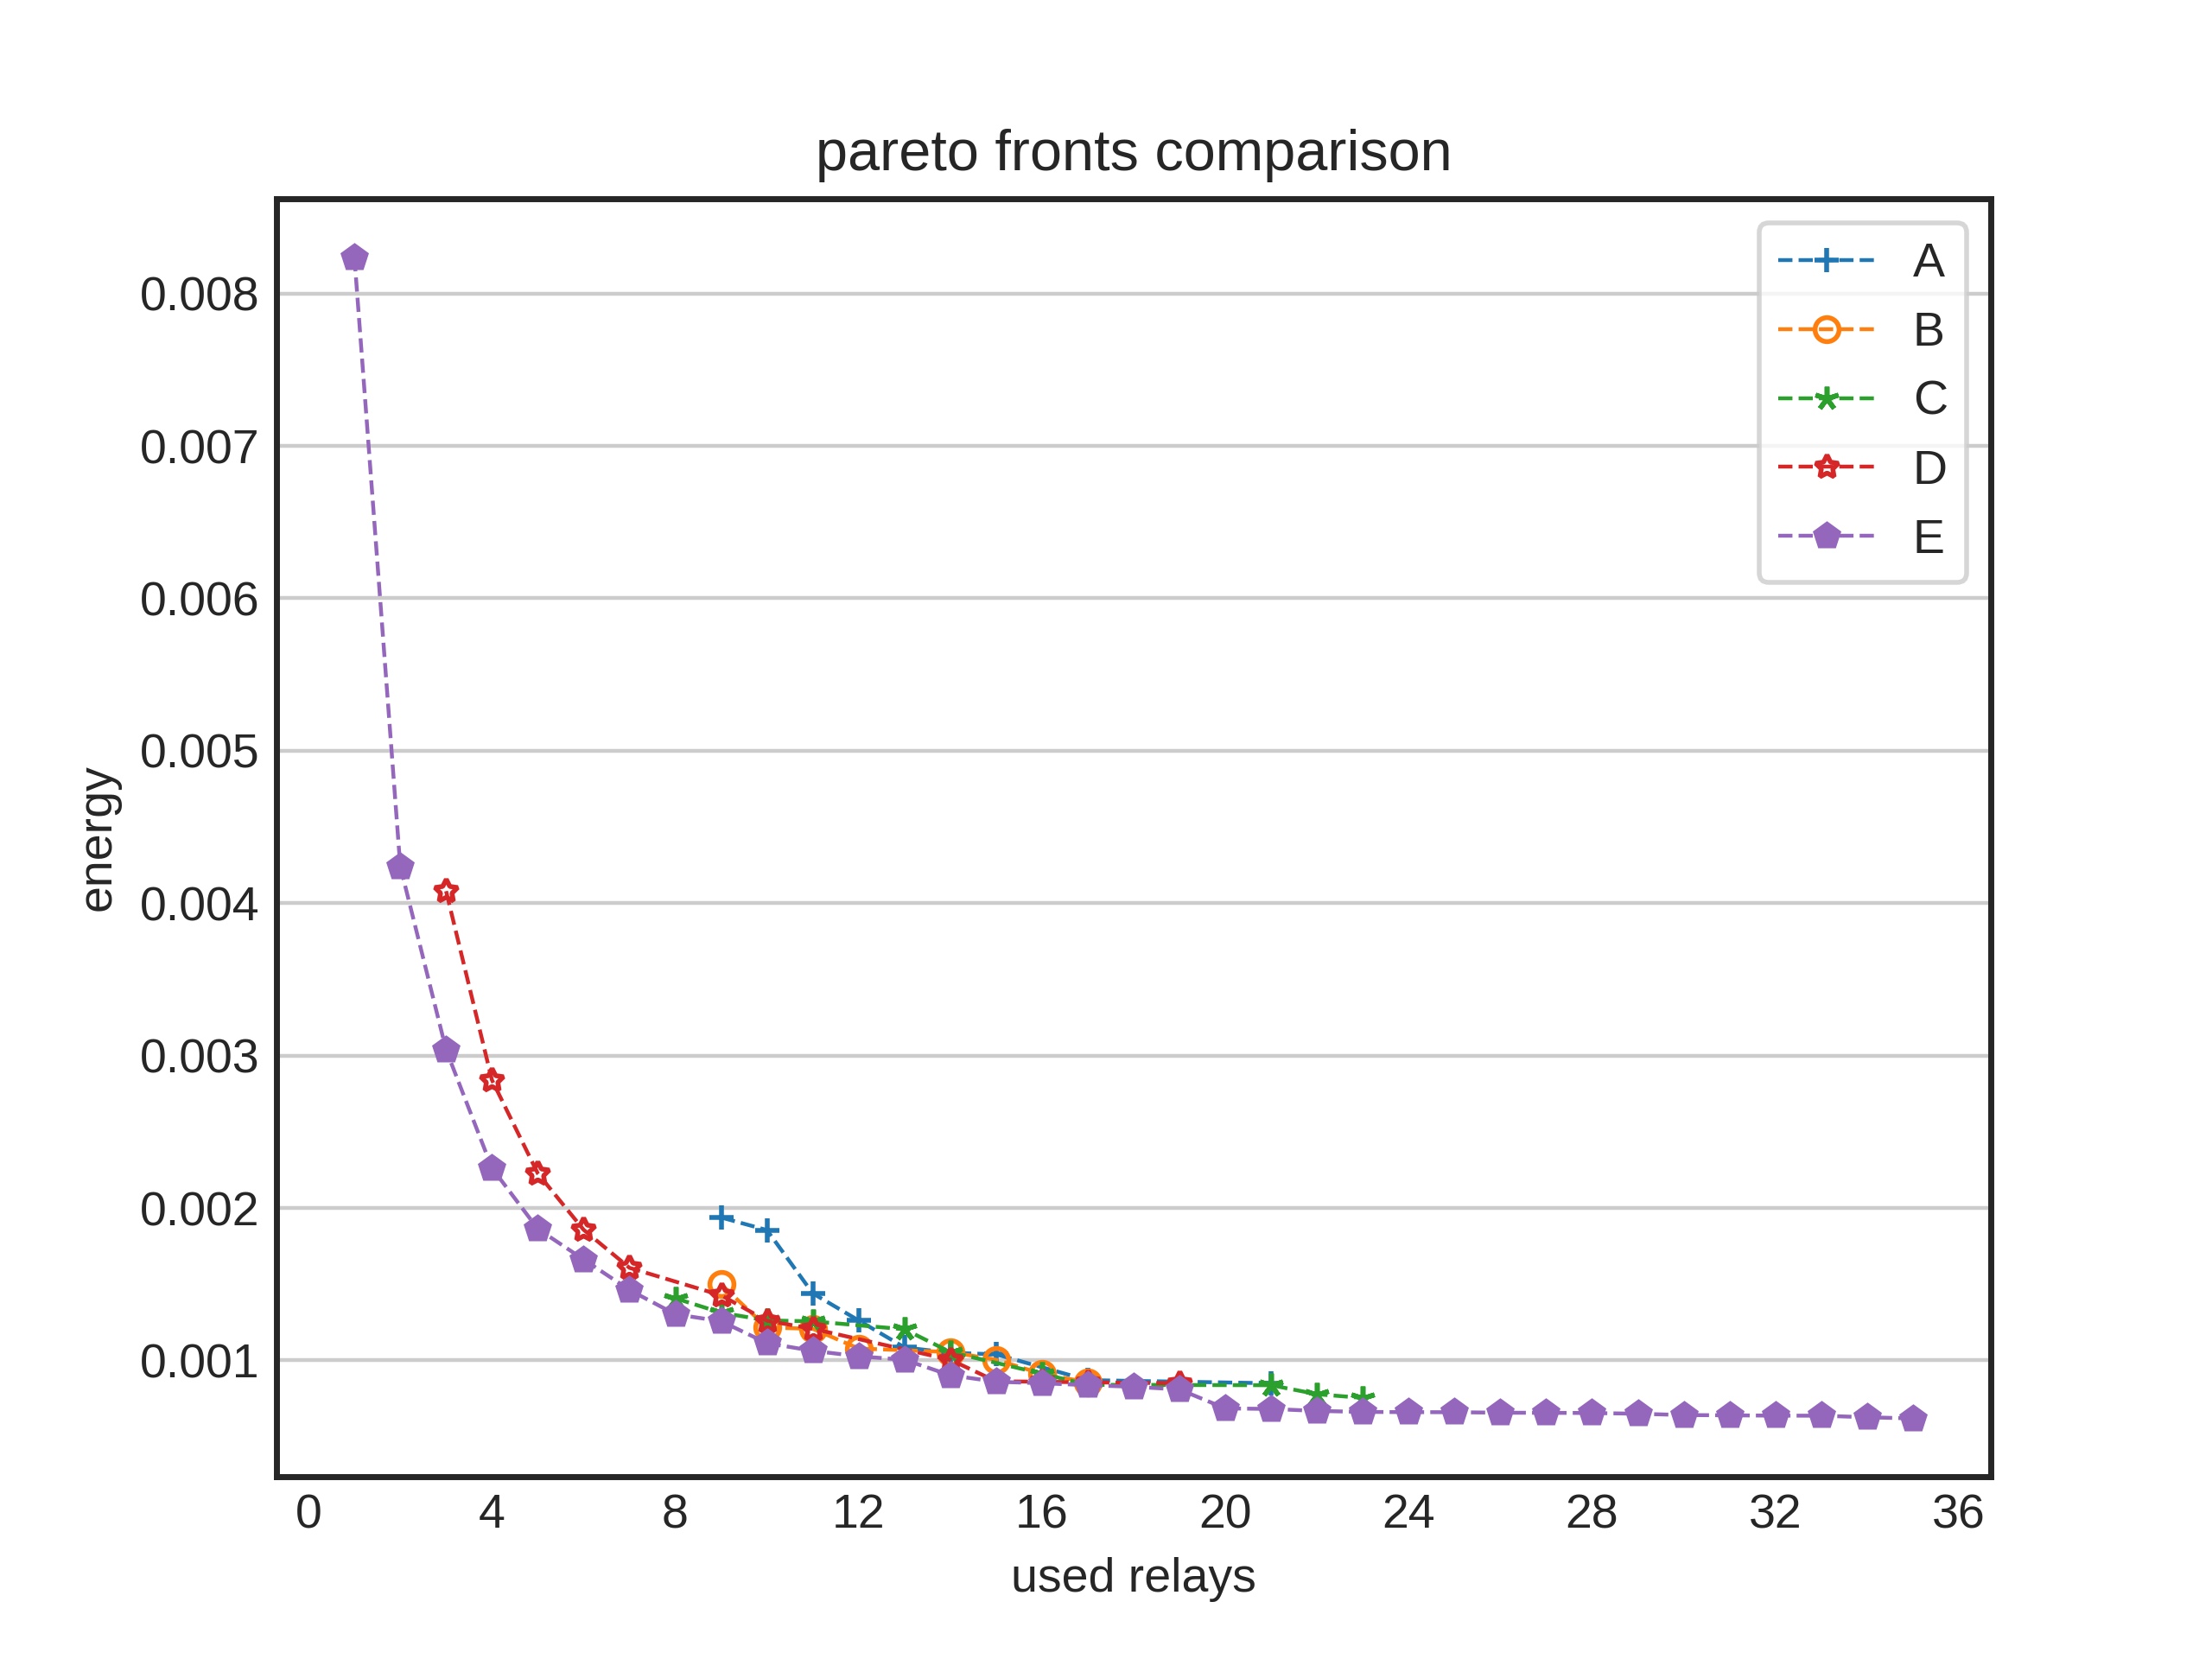 pareto fronts comparison
A
B
C
D
E
0.008
0.007
0.006
0.005
0.004
0.003
0.002
0.001
energy
0 4 8 12 16 20 24 28 32 36
used relays